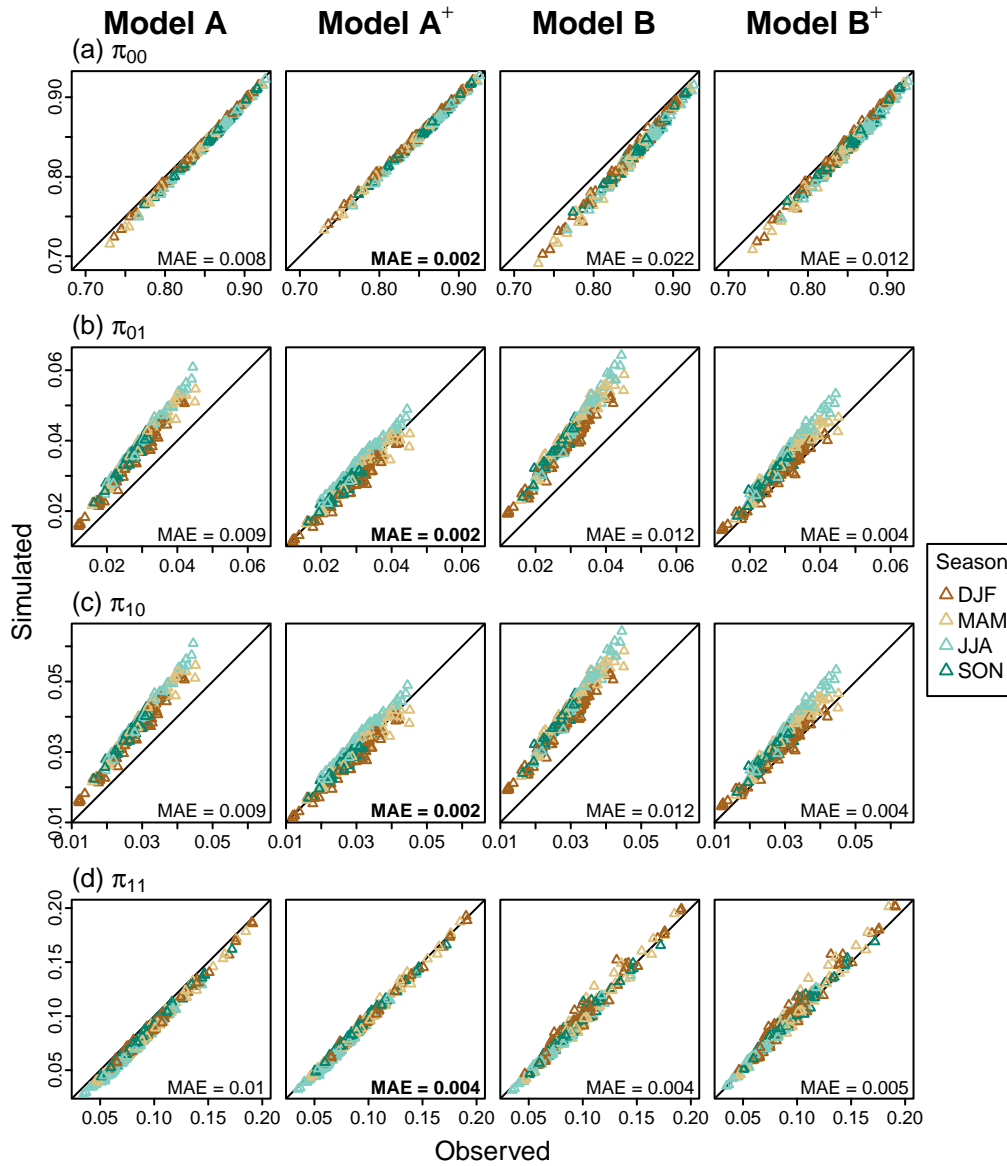 Model A Model A+ Model B Model B+
(a) π00
0.70 0.80 0.90
MAE = 0.008 MAE = 0.002 MAE = 0.022 MAE = 0.012
0.70 0.80 0.90 0.70 0.80 0.90 0.70 0.80 0.90 0.70 0.80 0.90
(b) π01
0.02 0.04 0.06
MAE = 0.009 MAE = 0.002 MAE = 0.012 MAE = 0.004
0.02 0.04 0.06 0.02 0.04 0.06 0.02 0.04 0.06 0.02 0.04 0.06
Simulated
Season
DJF
MAM
JJA
SON
(c) π10
0.01 0.03 0.05
MAE = 0.009 MAE = 0.002 MAE = 0.012 MAE = 0.004
0.01 0.03 0.05 0.01 0.03 0.05 0.01 0.03 0.05 0.01 0.03 0.05
(d) π11
0.05 0.10 0.15 0.20
MAE = 0.01 MAE = 0.004 MAE = 0.004 MAE = 0.005
0.05 0.10 0.15 0.20 0.05 0.10 0.15 0.20 0.05 0.10 0.15 0.20 0.05 0.10 0.15 0.20
Observed